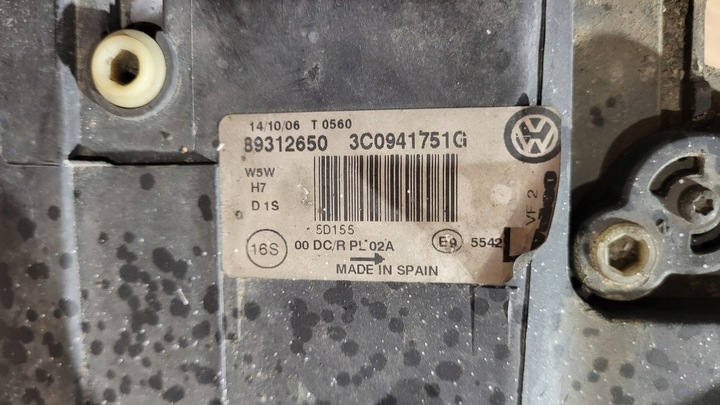 14/10/06 T 0560
89312650 3C0941751G
W5W
H7
D 1S
5D155
16S 00 DC/R PL 02A E9 5542
MADE IN SPAIN
VF 2